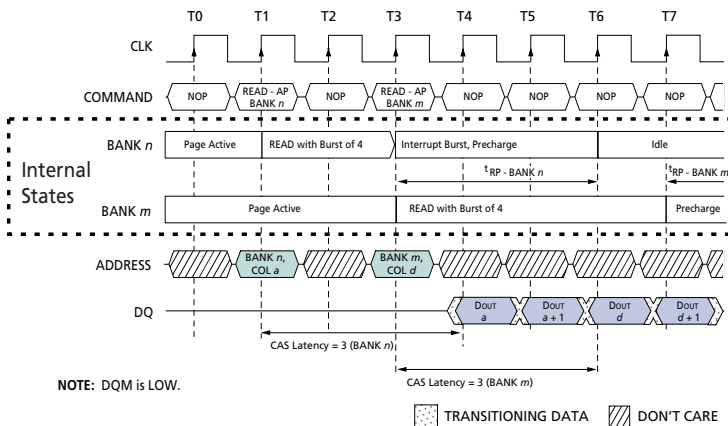 T0 T1 T2 T3 T4 T5 T6 T7
CLK
COMMAND NOP READ - AP BANK n NOP READ - AP BANK m NOP NOP NOP NOP
Internal States
BANK n Page Active READ with Burst of 4 Interrupt Burst, Precharge Idle
tRP - BANK n tRP - BANK m
BANK m Page Active READ with Burst of 4 Precharge
ADDRESS BANK n, COL a BANK m, COL d
DQ DOUT a DOUT a + 1 DOUT d DOUT d + 1
CAS Latency = 3 (BANK n)
CAS Latency = 3 (BANK m)
NOTE: DQM is LOW.
TRANSITIONING DATA DON'T CARE